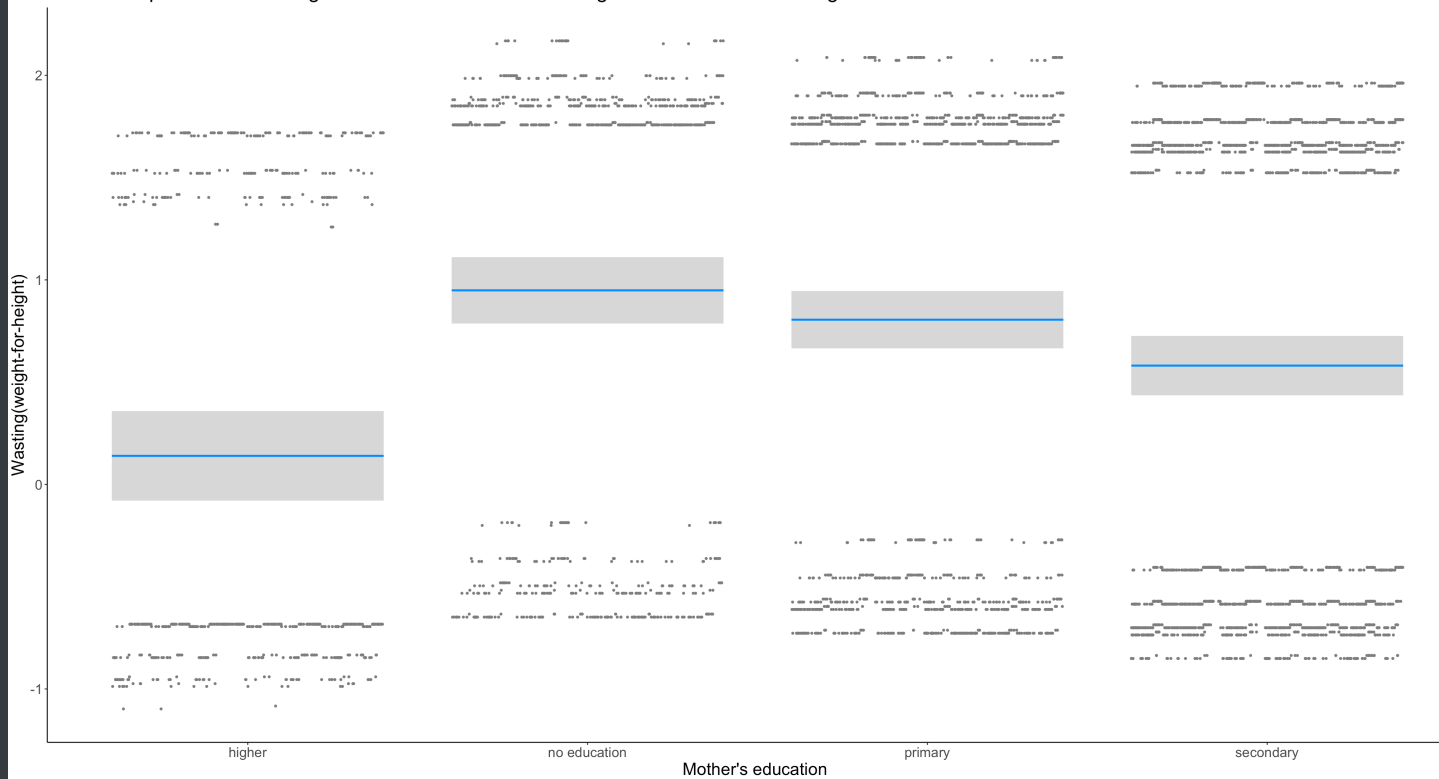 2
1
0
-1
Wasting(weight-for-height)
higher no education primary secondary
Mother's education